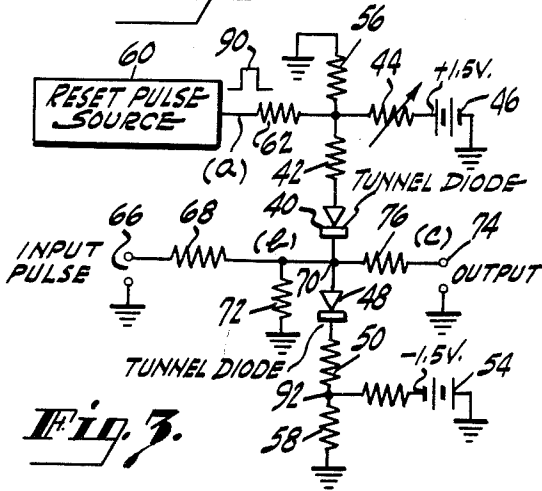 60
90
56
44
+1.5V.
46
RESET PULSE
SOURCE
(a)
62
42
TUNNEL DIODE
40
66
68
(b)
76
(c)
74
INPUT
PULSE
70
OUTPUT
72
48
TUNNEL DIODE
50
-1.5V.
54
92
58
Fig. 3.